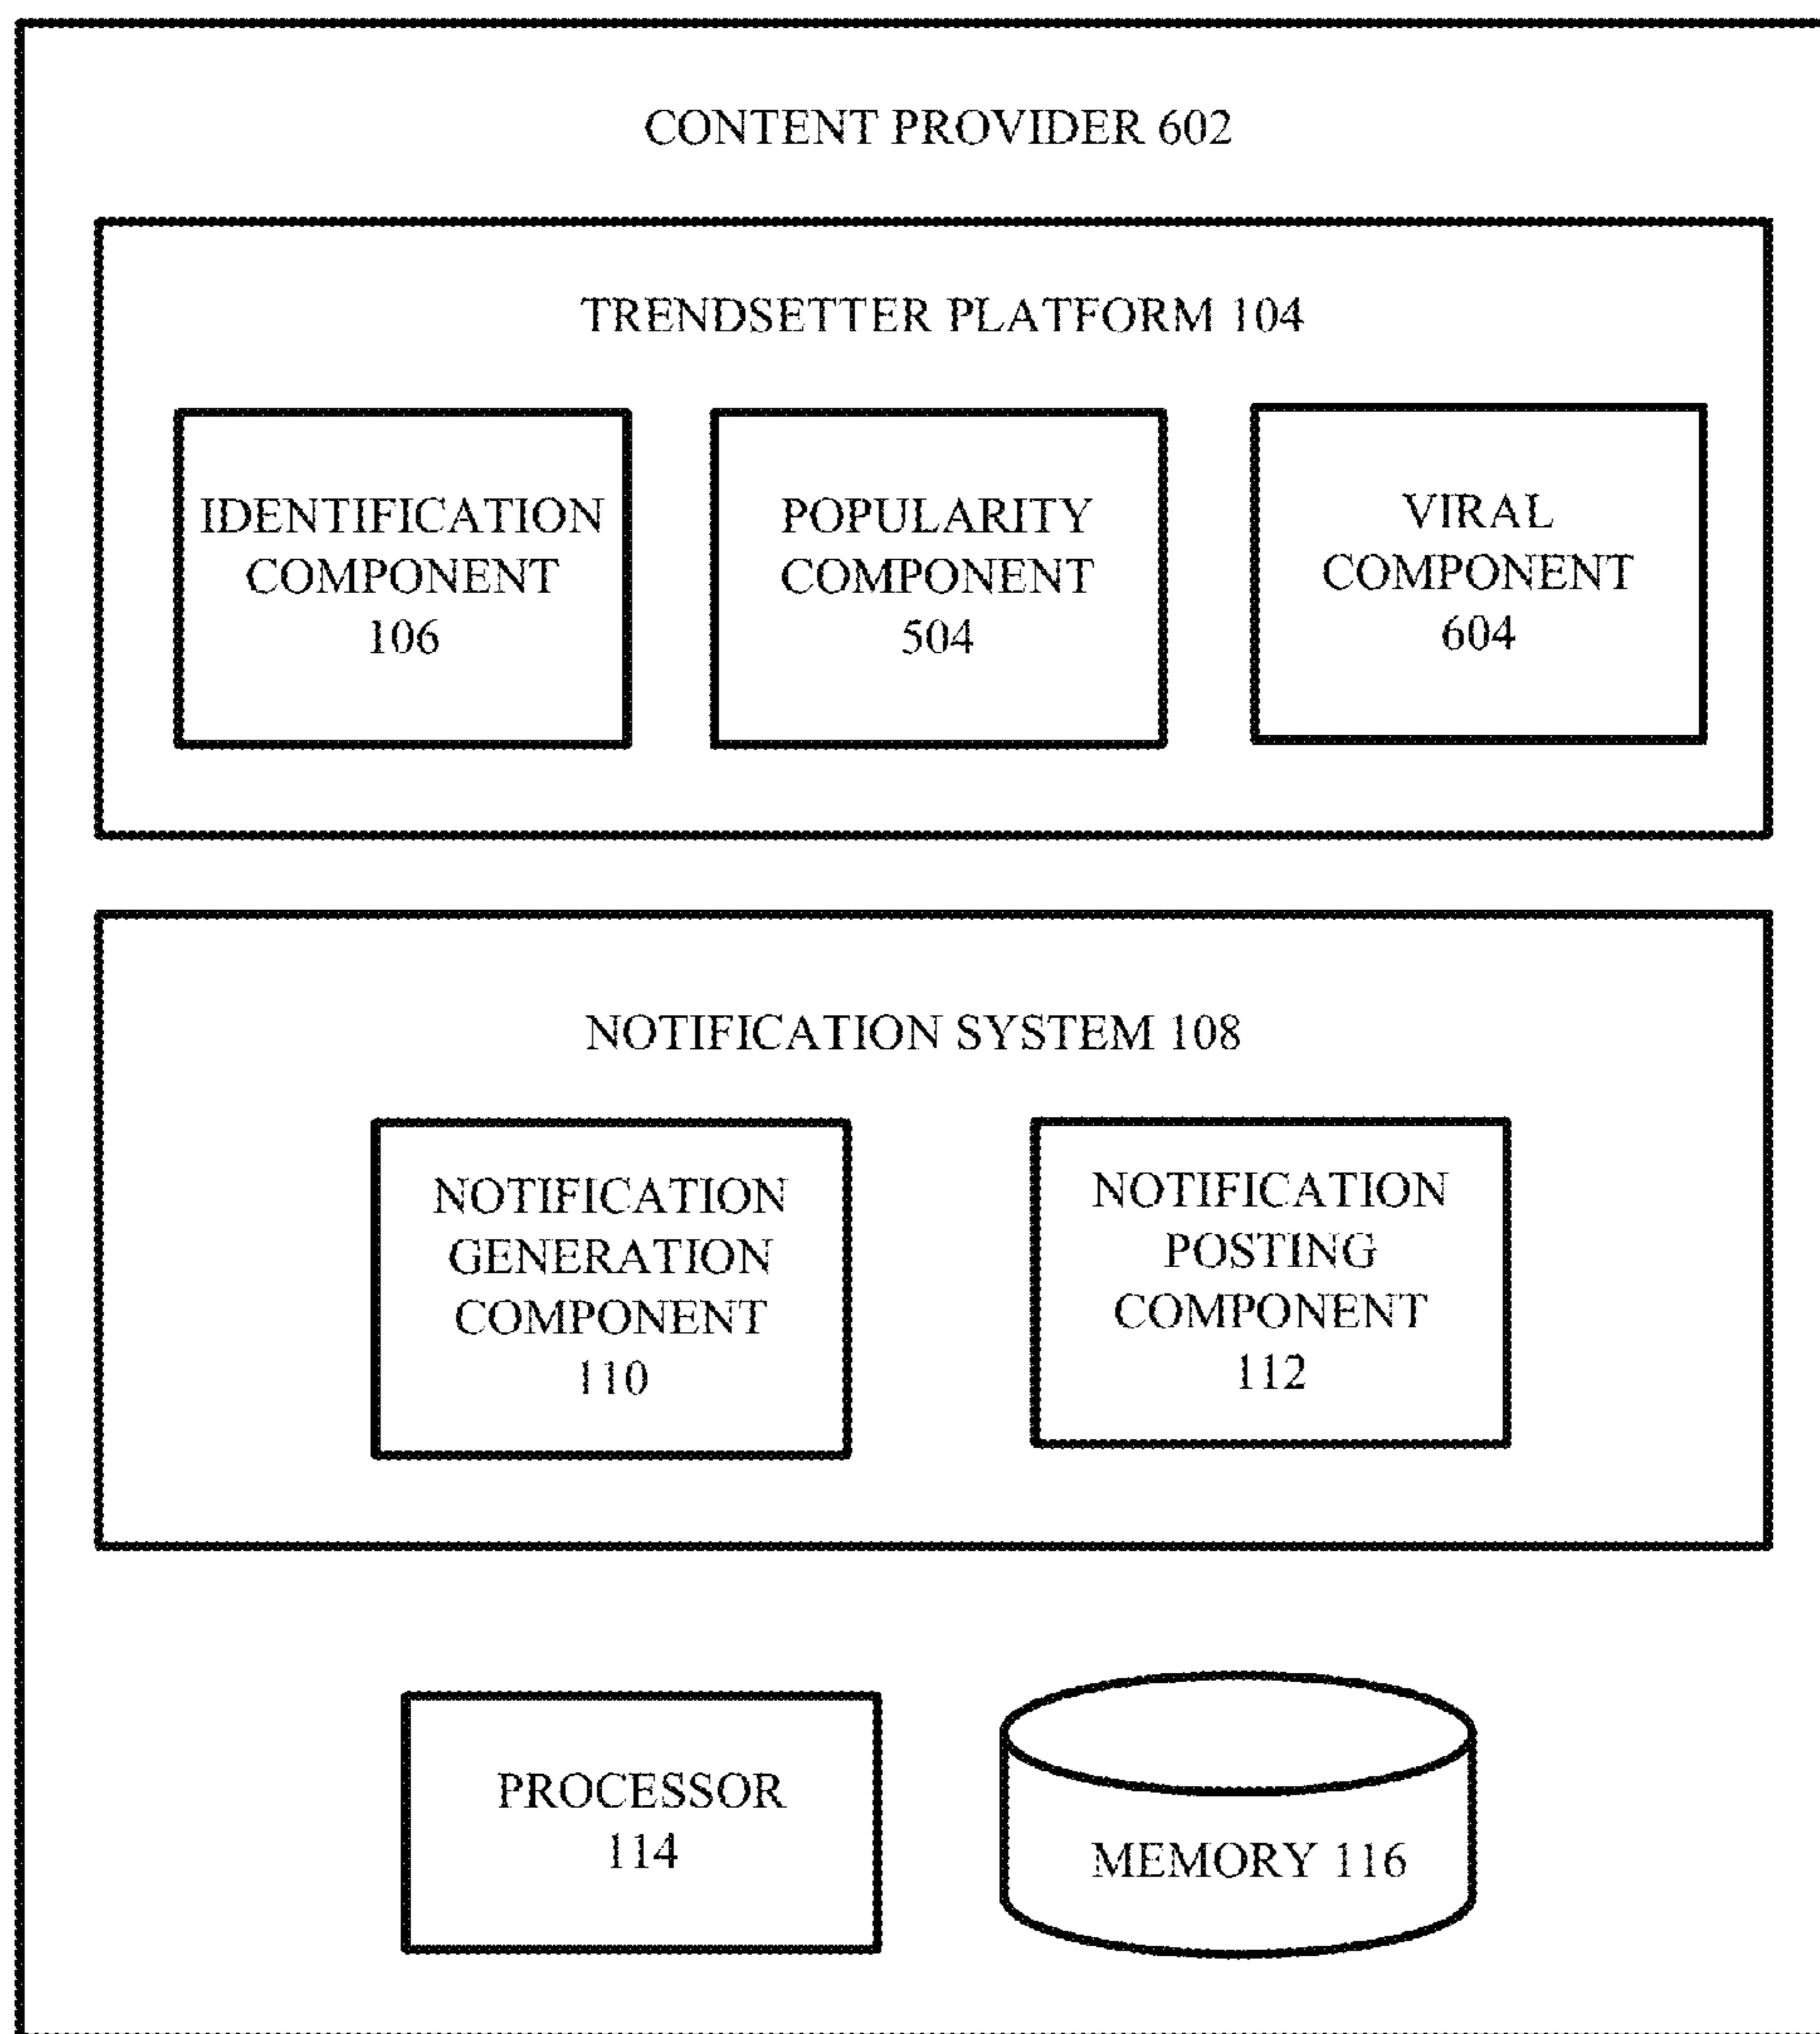 CONTENT PROVIDER 602
TRENDSETTER PLATFORM 104
IDENTIFICATION
COMPONENT
106
POPULARITY
COMPONENT
504
VIRAL
COMPONENT
604
NOTIFICATION SYSTEM 108
NOTIFICATION
GENERATION
COMPONENT
110
NOTIFICATION
POSTING
COMPONENT
112
PROCESSOR
114
MEMORY 116